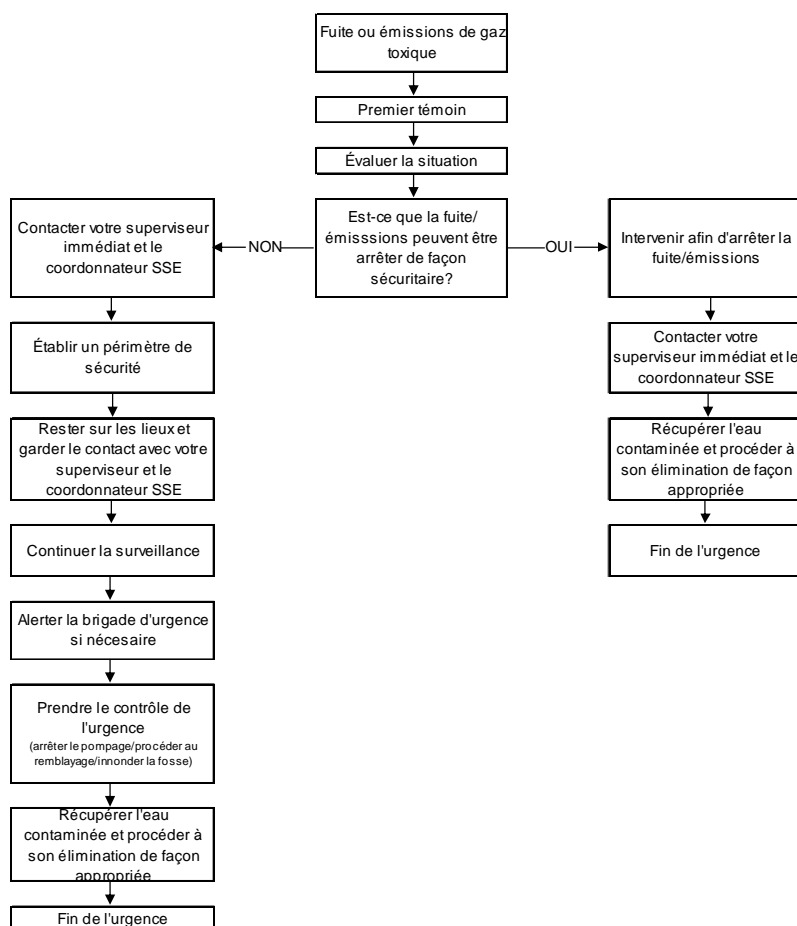 Fuite ou émissions de gaz
toxique
Premier témoin
Évaluer la situation
Est-ce que la fuite/
émisssions peuvent être
arrêter de façon
sécuritaire?
NON
OUI
Contacter votre superviseur
immédiat et le
coordonnateur SSE
Établir un périmètre de
sécurité
Rester sur les lieux et
garder le contact avec votre
superviseur et le
coordonnateur SSE
Continuer la surveillance
Alerter la brigade d'urgence
si nécesaire
Prendre le contrôle de
l'urgence
(arrêter le pompage/procéder au
remblayage/innonder la fosse)
Récupérer l'eau
contaminée et procéder à
son élimination de façon
appropriée
Fin de l'urgence
Intervenir afin d'arrêter la
fuite/émissions
Contacter votre
superviseur immédiat et le
coordonnateur SSE
Récupérer l'eau
contaminée et procéder à
son élimination de façon
appropriée
Fin de l'urgence